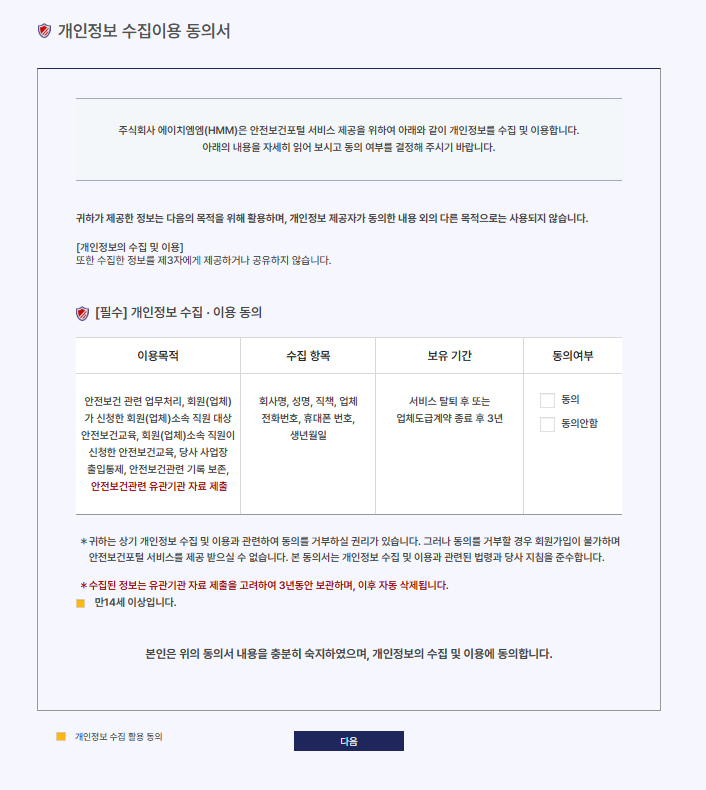 개인정보 수집이용 동의서
주식회사 에이치엠엠(HMM)은 안전보건포털 서비스 제공을 위하여 아래와 같이 개인정보를 수집 및 이용합니다.
아래의 내용을 자세히 읽어 보시고 동의 여부를 결정해 주시기 바랍니다.
귀하가 제공한 정보는 다음의 목적을 위해 활용하며, 개인정보 제공자가 동의한 내용 외의 다른 목적으로는 사용되지 않습니다.
[개인정보의 수집 및 이용]
또한 수집한 정보를 제3자에게 제공하거나 공유하지 않습니다.
[필수] 개인정보 수집 · 이용 동의
이용목적
수집 항목
보유 기간
동의여부
안전보건 관련 업무처리, 회원(업체)
가 신청한 회원(업체)소속 직원 대상
안전보건교육, 회원(업체)소속 직원이
신청한 안전보건교육, 당사 사업장
출입통제, 안전보건관련 기록 보존,
안전보건관련 유관기관 자료 제출
회사명, 성명, 직책, 업체
전화번호, 휴대폰 번호,
생년월일
서비스 탈퇴 후 또는
업체도급계약 종료 후 3년
동의
동의안함
＊귀하는 상기 개인정보 수집 및 이용과 관련하여 동의를 거부하실 권리가 있습니다. 그러나 동의를 거부할 경우 회원가입이 불가하며
안전보건포털 서비스를 제공 받으실 수 없습니다. 본 동의서는 개인정보 수집 및 이용과 관련된 법령과 당사 지침을 준수합니다.
＊수집된 정보는 유관기관 자료 제출을 고려하여 3년동안 보관하며, 이후 자동 삭제됩니다.
만14세 이상입니다.
본인은 위의 동의서 내용을 충분히 숙지하였으며, 개인정보의 수집 및 이용에 동의합니다.
개인정보 수집 활용 동의
다음